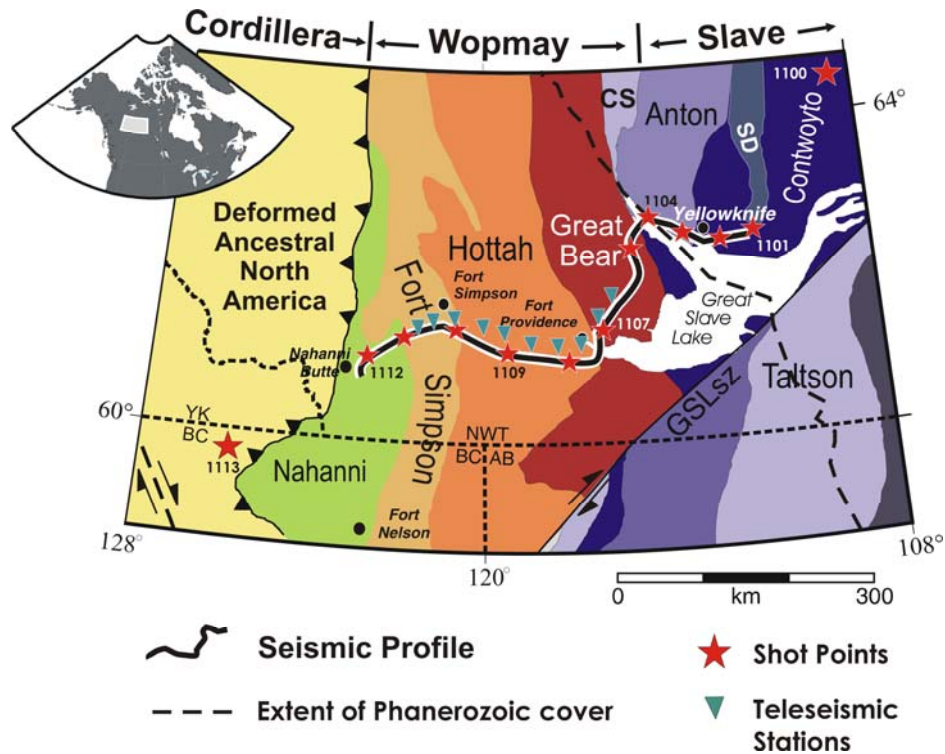 Cordillera
Wopmay
Slave
1100
64°
CS
Anton
SD
Contwoyto
1104
Yellowknife
1101
Deformed
Ancestral
North
America
Great
Bear
Hottah
Fort
Simpson
Fort
Simpson
Fort
Providence
Great
Slave
Lake
1107
Nahanni
Butte
1112
1109
Taltson
GSLsz
60°
YK
BC
NWT
BC
AB
1113
Nahanni
Fort
Nelson
128°
120°
108°
0
300
km
Seismic Profile
Shot Points
Extent of Phanerozoic cover
Teleseismic
Stations